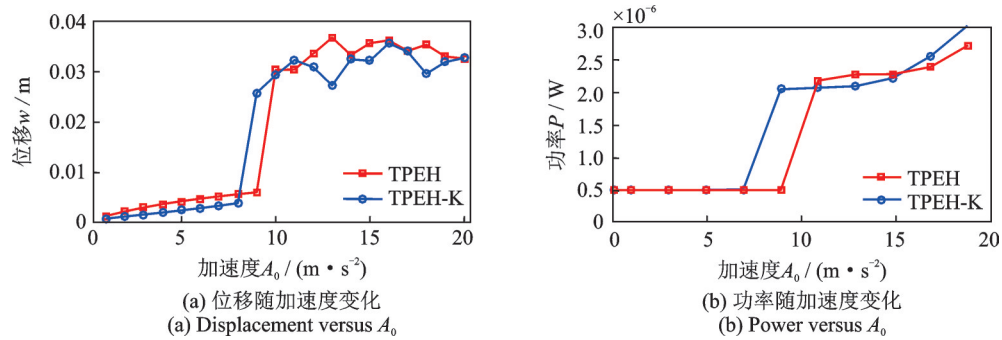 0.04
0.03
0.02
0.01
0
位移w / m
TPEH
TPEH-K
0 5 10 15 20
加速度A₀ / (m·s⁻²)
(a) 位移随加速度变化
(a) Displacement versus A₀
×10⁻⁶
3.0
2.5
2.0
1.5
1.0
0.5
0
功率P / W
TPEH
TPEH-K
0 5 10 15 20
加速度A₀ / (m·s⁻²)
(b) 功率随加速度变化
(b) Power versus A₀